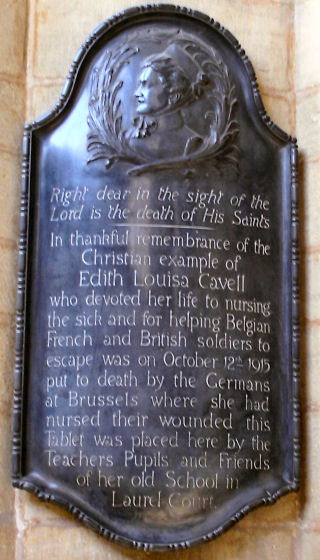 Right dear in the sight of the
Lord is the death of His Saints
In thankful remembrance of the
Christian example of
Edith Louisa Cavell
who devoted her life to nursing
the sick and for helping Belgian
French and British soldiers to
escape was on October 12th 1915
put to death by the Germans
at Brussels where she had
nursed their wounded this
Tablet was placed here by the
Teachers Pupils and Friends
of her old School in
Laurel Court.